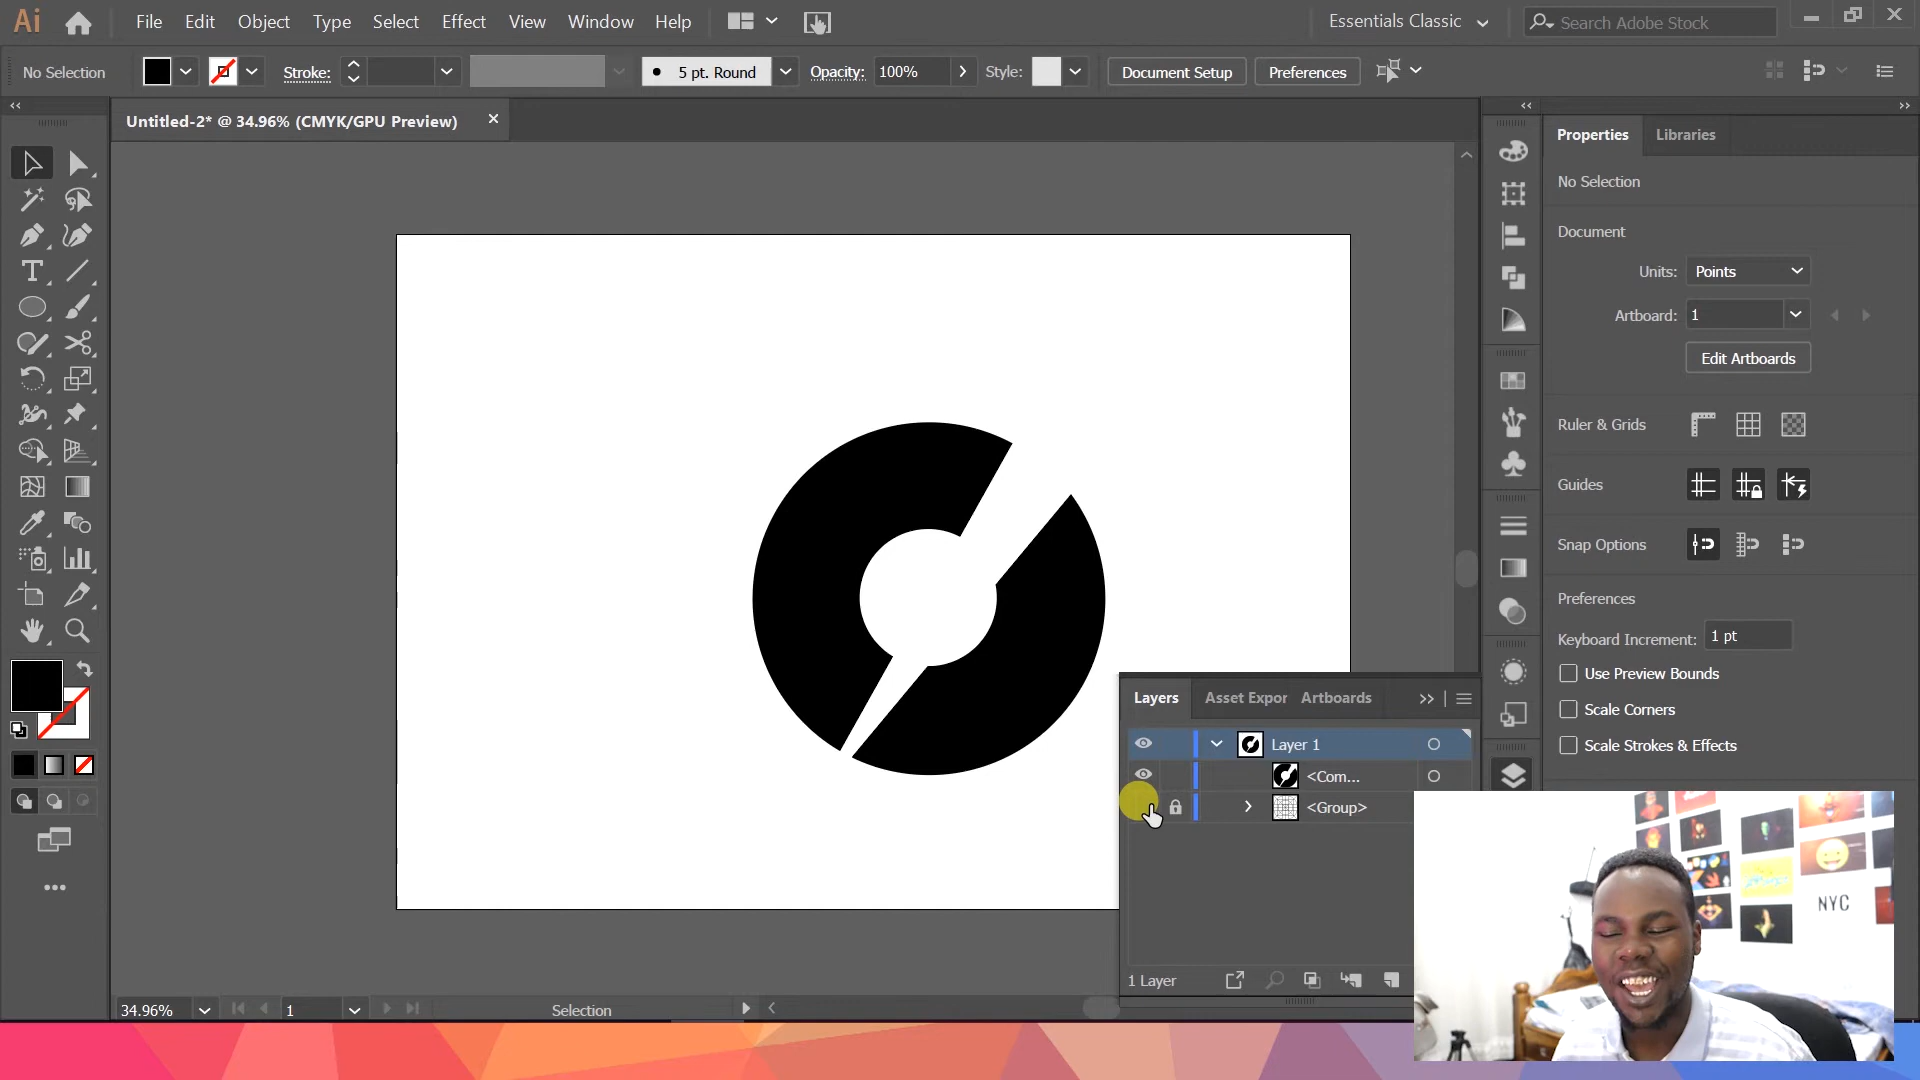 Ai File Edit Object Type Select Effect View Window Help Essentials Classic Search Adobe Stock
No Selection Stroke: 5 pt. Round Opacity: 100% Style: Document Setup Preferences
Untitled-2* @ 34.96% (CMYK/GPU Preview)
Properties Libraries
No Selection
Document
Units: Points
Artboard: 1
Edit Artboards
Ruler & Grids
Guides
Snap Options
Preferences
Keyboard Increment: 1 pt
Use Preview Bounds
Scale Corners
Scale Strokes & Effects
Layers Asset Expor Artboards
Layer 1
<Com...
<Group>
1 Layer
34.96% 1 Selection
NYC